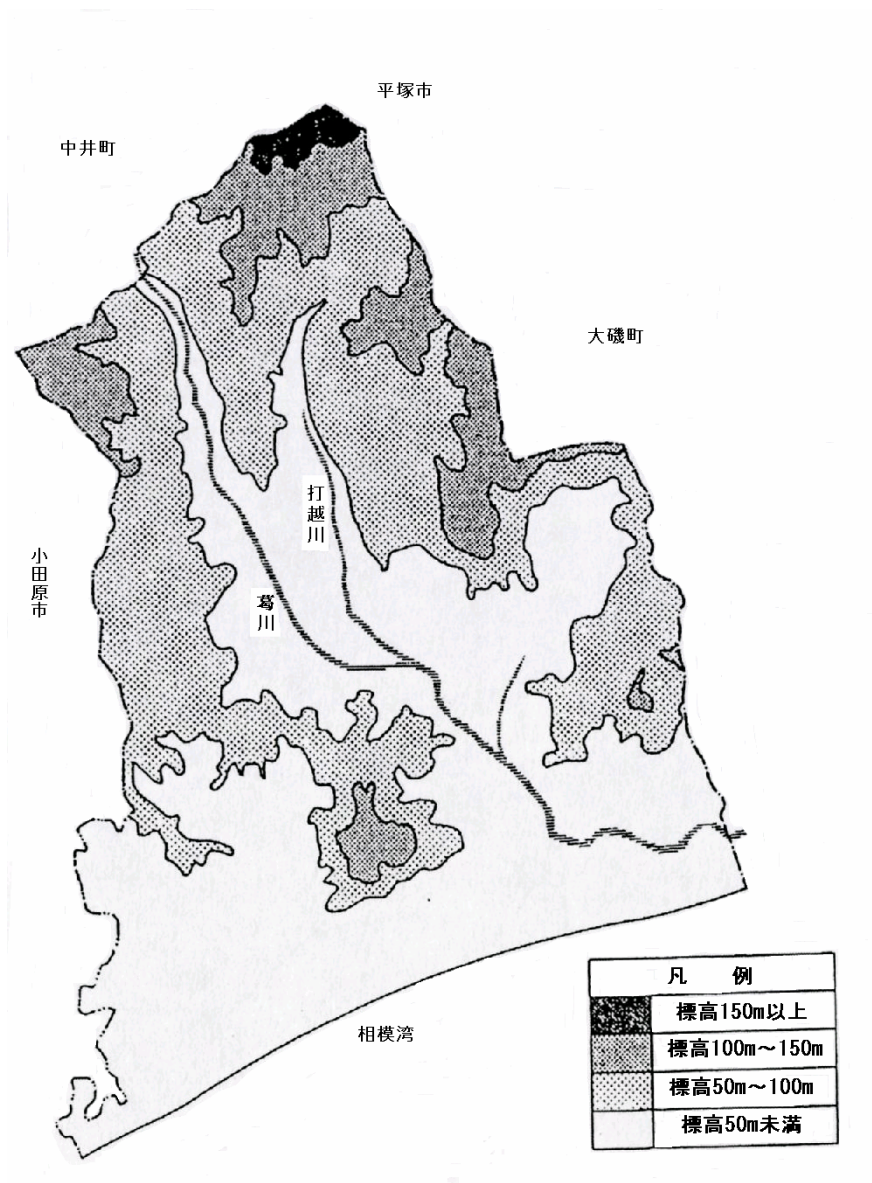 平塚市
中井町
大磯町
打越川
小田原市
葛川
相模湾
凡 例
標高150m以上
標高100m～150m
標高50m～100m
標高50m未満